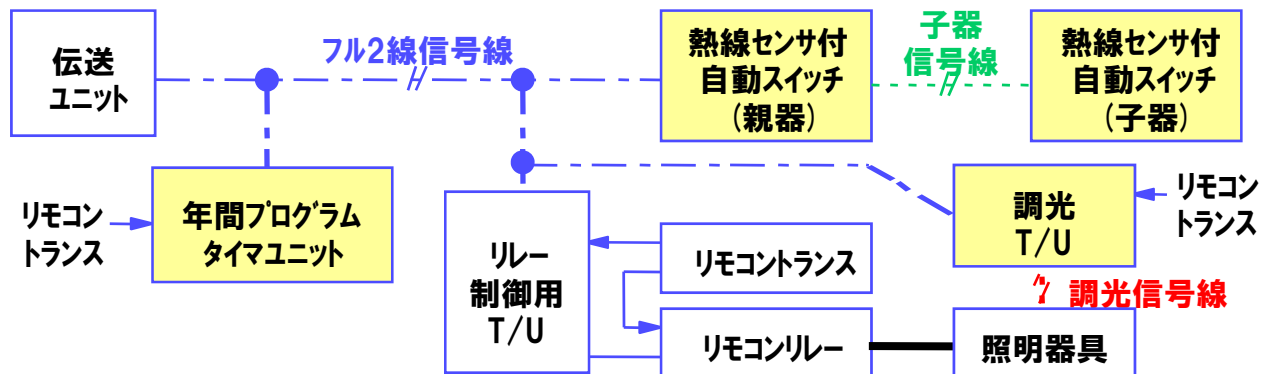 伝送
ユニット
フル2線信号線
熱線センサ付
自動スイッチ
(親器)
子器
信号線
熱線センサ付
自動スイッチ
(子器)
リモコン
トランス
年間プログラム
タイマユニット
リレー
制御用
T/U
リモコントランス
リモコンリレー
調光
T/U
リモコン
トランス
調光信号線
照明器具